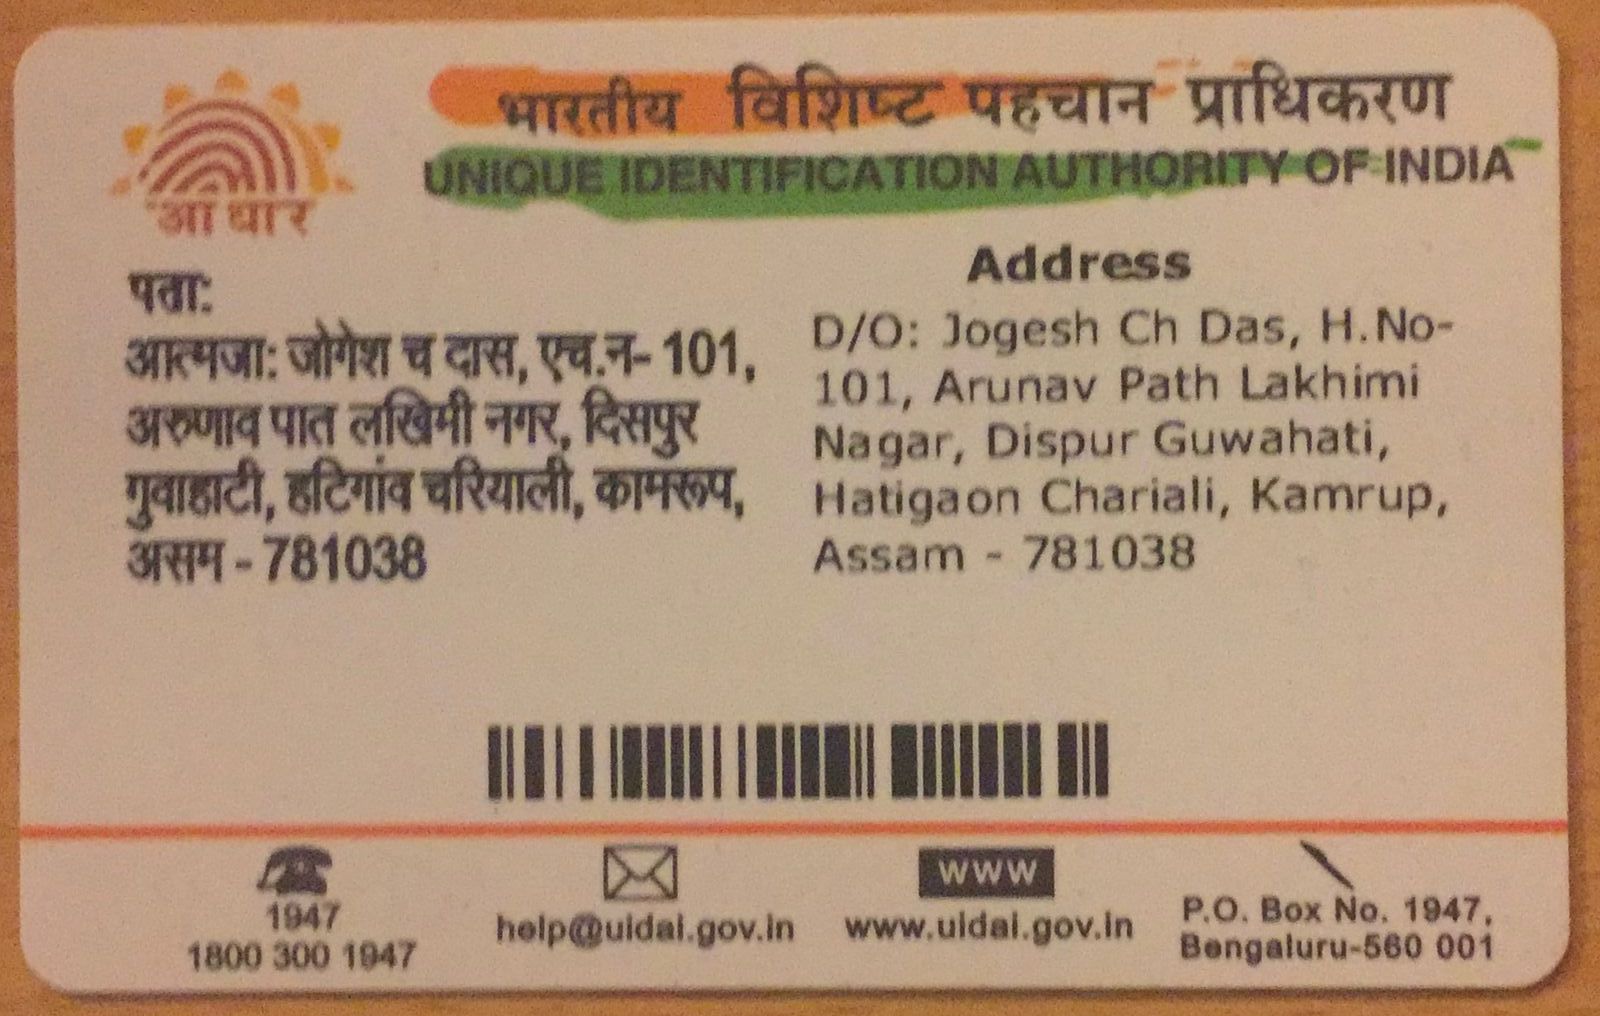 भारतीय विशिष्ट पहचान प्राधिकरण
UNIQUE IDENTIFICATION AUTHORITY OF INDIA
आधार
पता:
आत्मजा: जोगेश च दास, एच.न- 101,
अरुणाव पात लखिमी नगर, दिसपुर
गुवाहाटी, हटिगांव चरियाली, कामरूप,
असम - 781038
Address
D/O: Jogesh Ch Das, H.No-
101, Arunav Path Lakhimi
Nagar, Dispur Guwahati,
Hatigaon Chariali, Kamrup,
Assam - 781038
1947
1800 300 1947
help@uidai.gov.in
www
www.uidai.gov.in
P.O. Box No. 1947,
Bengaluru-560 001